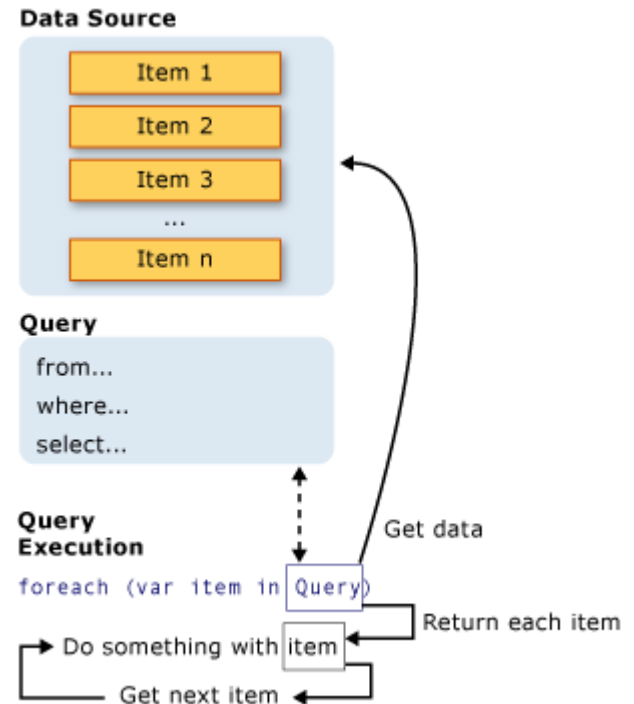 Data Source
Item 1
Item 2
Item 3
...
Item n
Query
from...
where...
select...
Query
Execution
Get data
foreach (var item in Query)
Return each item
Do something with item
Get next item